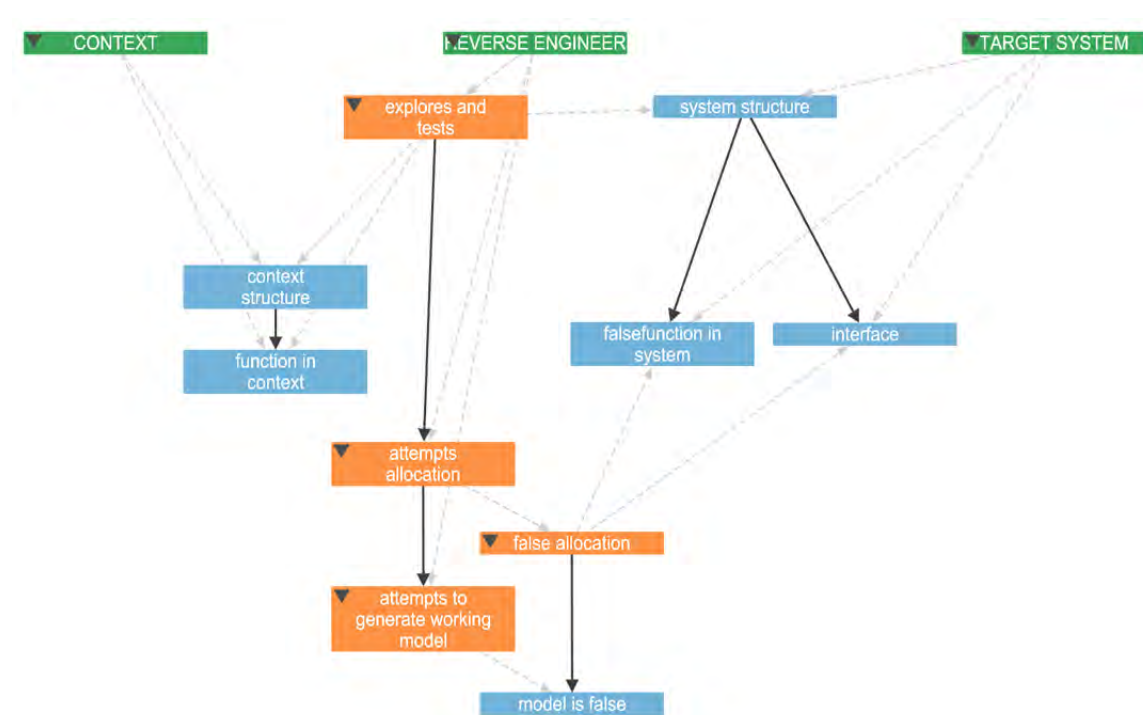 CONTEXT
REVERSE ENGINEER
TARGET SYSTEM
explores and
tests
system structure
context
structure
function in
context
falsefunction in
system
interface
attempts
allocation
false allocation
attempts to
generate working
model
model is false